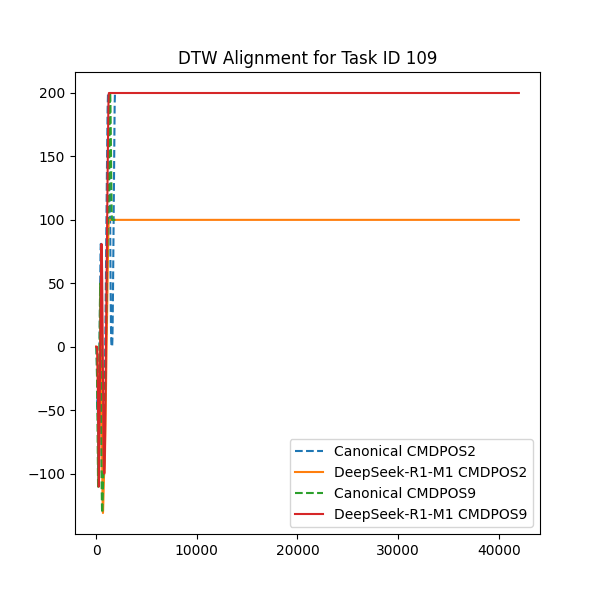 DTW Alignment for Task ID 109
200
150
100
50
0
−50
−100
0
10000
20000
30000
40000
Canonical CMDPOS2
DeepSeek-R1-M1 CMDPOS2
Canonical CMDPOS9
DeepSeek-R1-M1 CMDPOS9